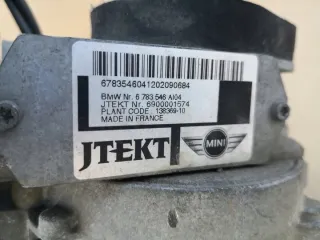 6783546041202090684
BMW Nr. 6 783 546 AI04
JTEKT Nr. 6900001574
PLANT CODE : 138369-10
MADE IN FRANCE
JTEKT
MINI